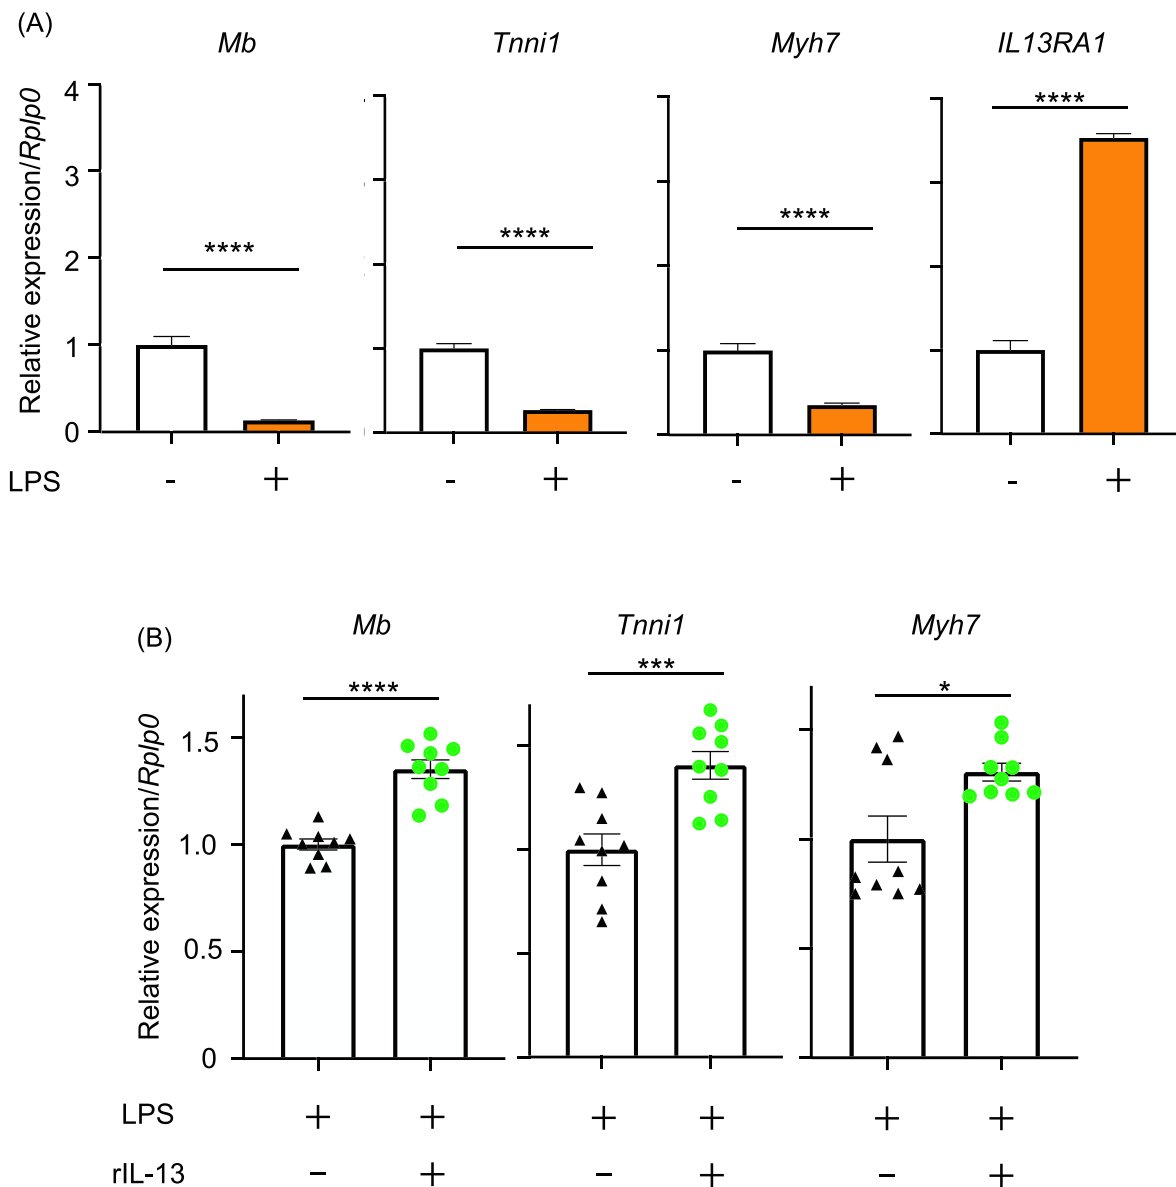 (A)
Mb Tnni1 Myh7 IL13RA1
Relative expression/Rplp0
4
3
2
1
0
**** **** **** ****
LPS - + - + - + - +
(B)
Mb Tnni1 Myh7
Relative expression/Rplp0
1.5
1.0
0.5
0
**** *** *
LPS + + + + + +
rIL-13 − + − + − +